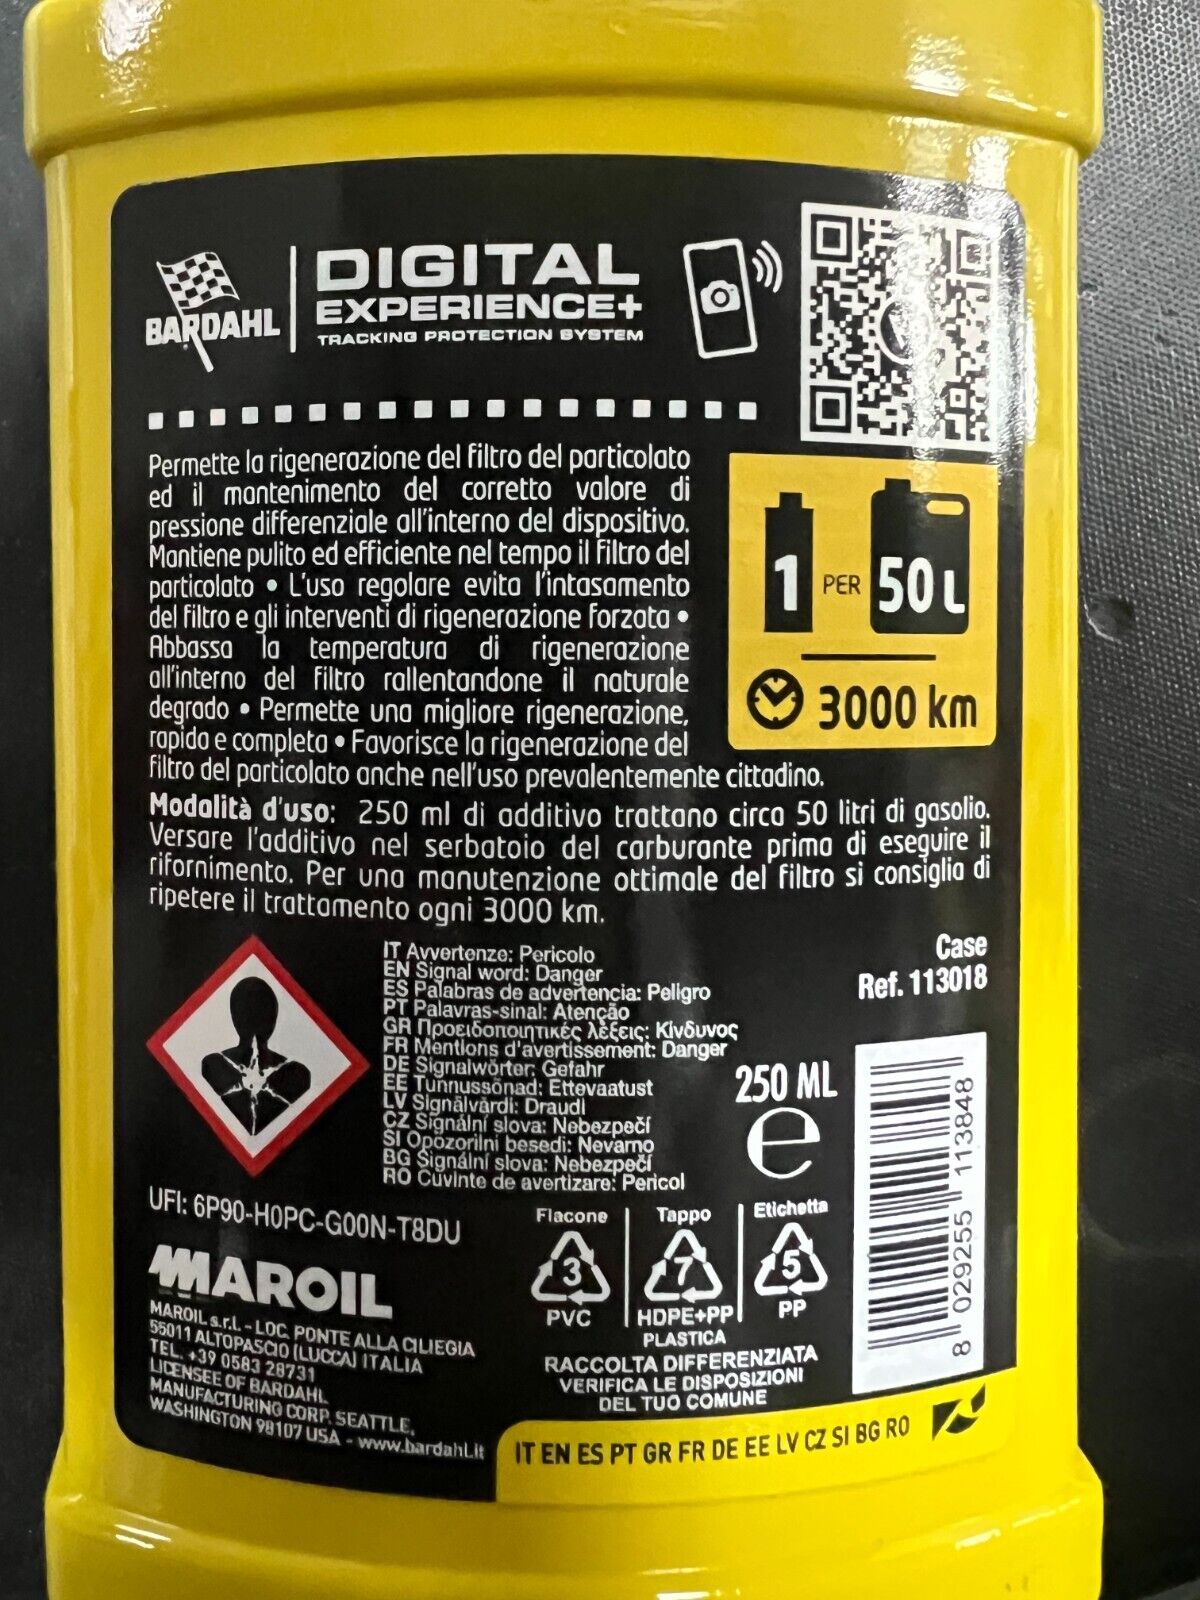 BARDAHL
DIGITAL
EXPERIENCE+
TRACKING PROTECTION SYSTEM
Permette la rigenerazione del filtro del particolato
ed il mantenimento del corretto valore di
pressione differenziale all'interno del dispositivo.
Mantiene pulito ed efficiente nel tempo il filtro del
particolato • L'uso regolare evita l'intasamento
del filtro e gli interventi di rigenerazione forzata •
Abbassa la temperatura di rigenerazione
all'interno del filtro rallentandone il naturale
degrado • Permette una migliore rigenerazione,
rapida e completa • Favorisce la rigenerazione del
filtro del particolato anche nell'uso prevalentemente cittadino.
1 PER 50 L
3000 km
Modalità d'uso: 250 ml di additivo trattano circa 50 litri di gasolio.
Versare l'additivo nel serbatoio del carburante prima di eseguire il
rifornimento. Per una manutenzione ottimale del filtro si consiglia di
ripetere il trattamento ogni 3000 km.
IT Avvertenze: Pericolo
EN Signal word: Danger
ES Palabras de advertencia: Peligro
PT Palavras-sinal: Atenção
GR Προειδοποιητικές λέξεις: Κίνδυνος
FR Mentions d'avertissement: Danger
DE Signalwörter: Gefahr
EE Tunnussõnad: Ettevaatust
LV Signālvārdi: Draudi
CZ Signální slova: Nebezpečí
SI Opozorilni besedi: Nevarno
BG Signální slova: Nebezpečí
RO Cuvinte de avertizare: Pericol
Case
Ref. 113018
250 ML
e
8 029255 113848
UFI: 6P90-H0PC-G00N-T8DU
MAROIL
MAROIL s.r.l. - LOC. PONTE ALLA CILIEGIA
55011 ALTOPASCIO (LUCCA) ITALIA
TEL. +39 0583 28731
LICENSEE OF BARDAHL
MANUFACTURING CORP. SEATTLE,
WASHINGTON 98107 USA - www.bardahl.it
Flacone Tappo Etichetta
3 7 5
PVC HDPE+PP PP
PLASTICA
RACCOLTA DIFFERENZIATA
VERIFICA LE DISPOSIZIONI
DEL TUO COMUNE
IT EN ES PT GR FR DE EE LV CZ SI BG RO